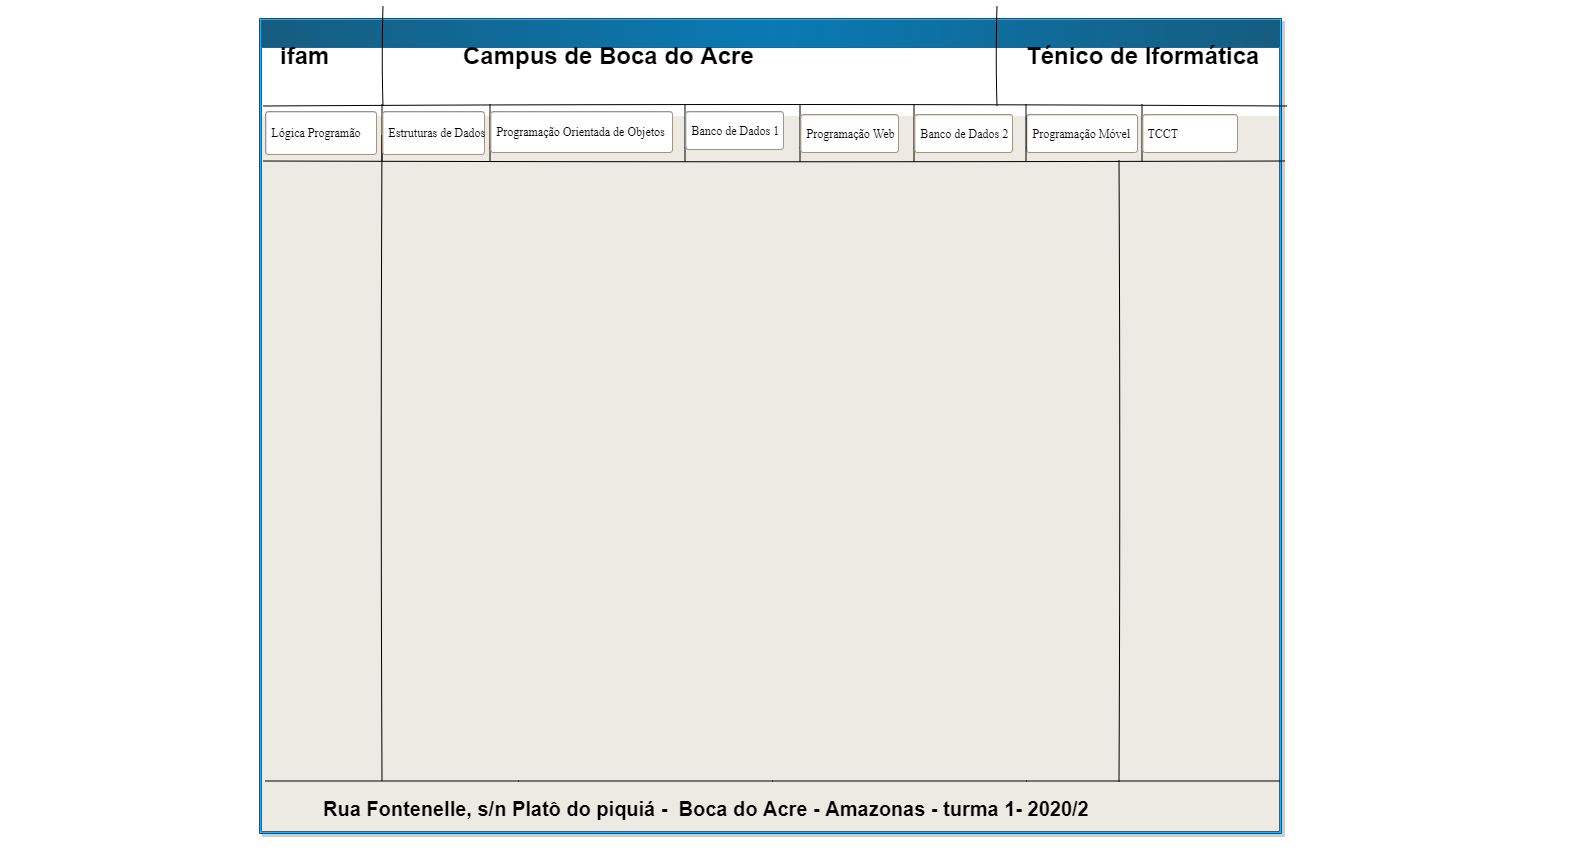 ifam
Campus de Boca do Acre
Ténico de Iformática
Lógica Programão
Estruturas de Dados
Programação Orientada de Objetos
Banco de Dados 1
Programação Web
Banco de Dados 2
Programação Móvel
TCCT
Rua Fontenelle, s/n Platô do piquiá -  Boca do Acre - Amazonas - turma 1- 2020/2